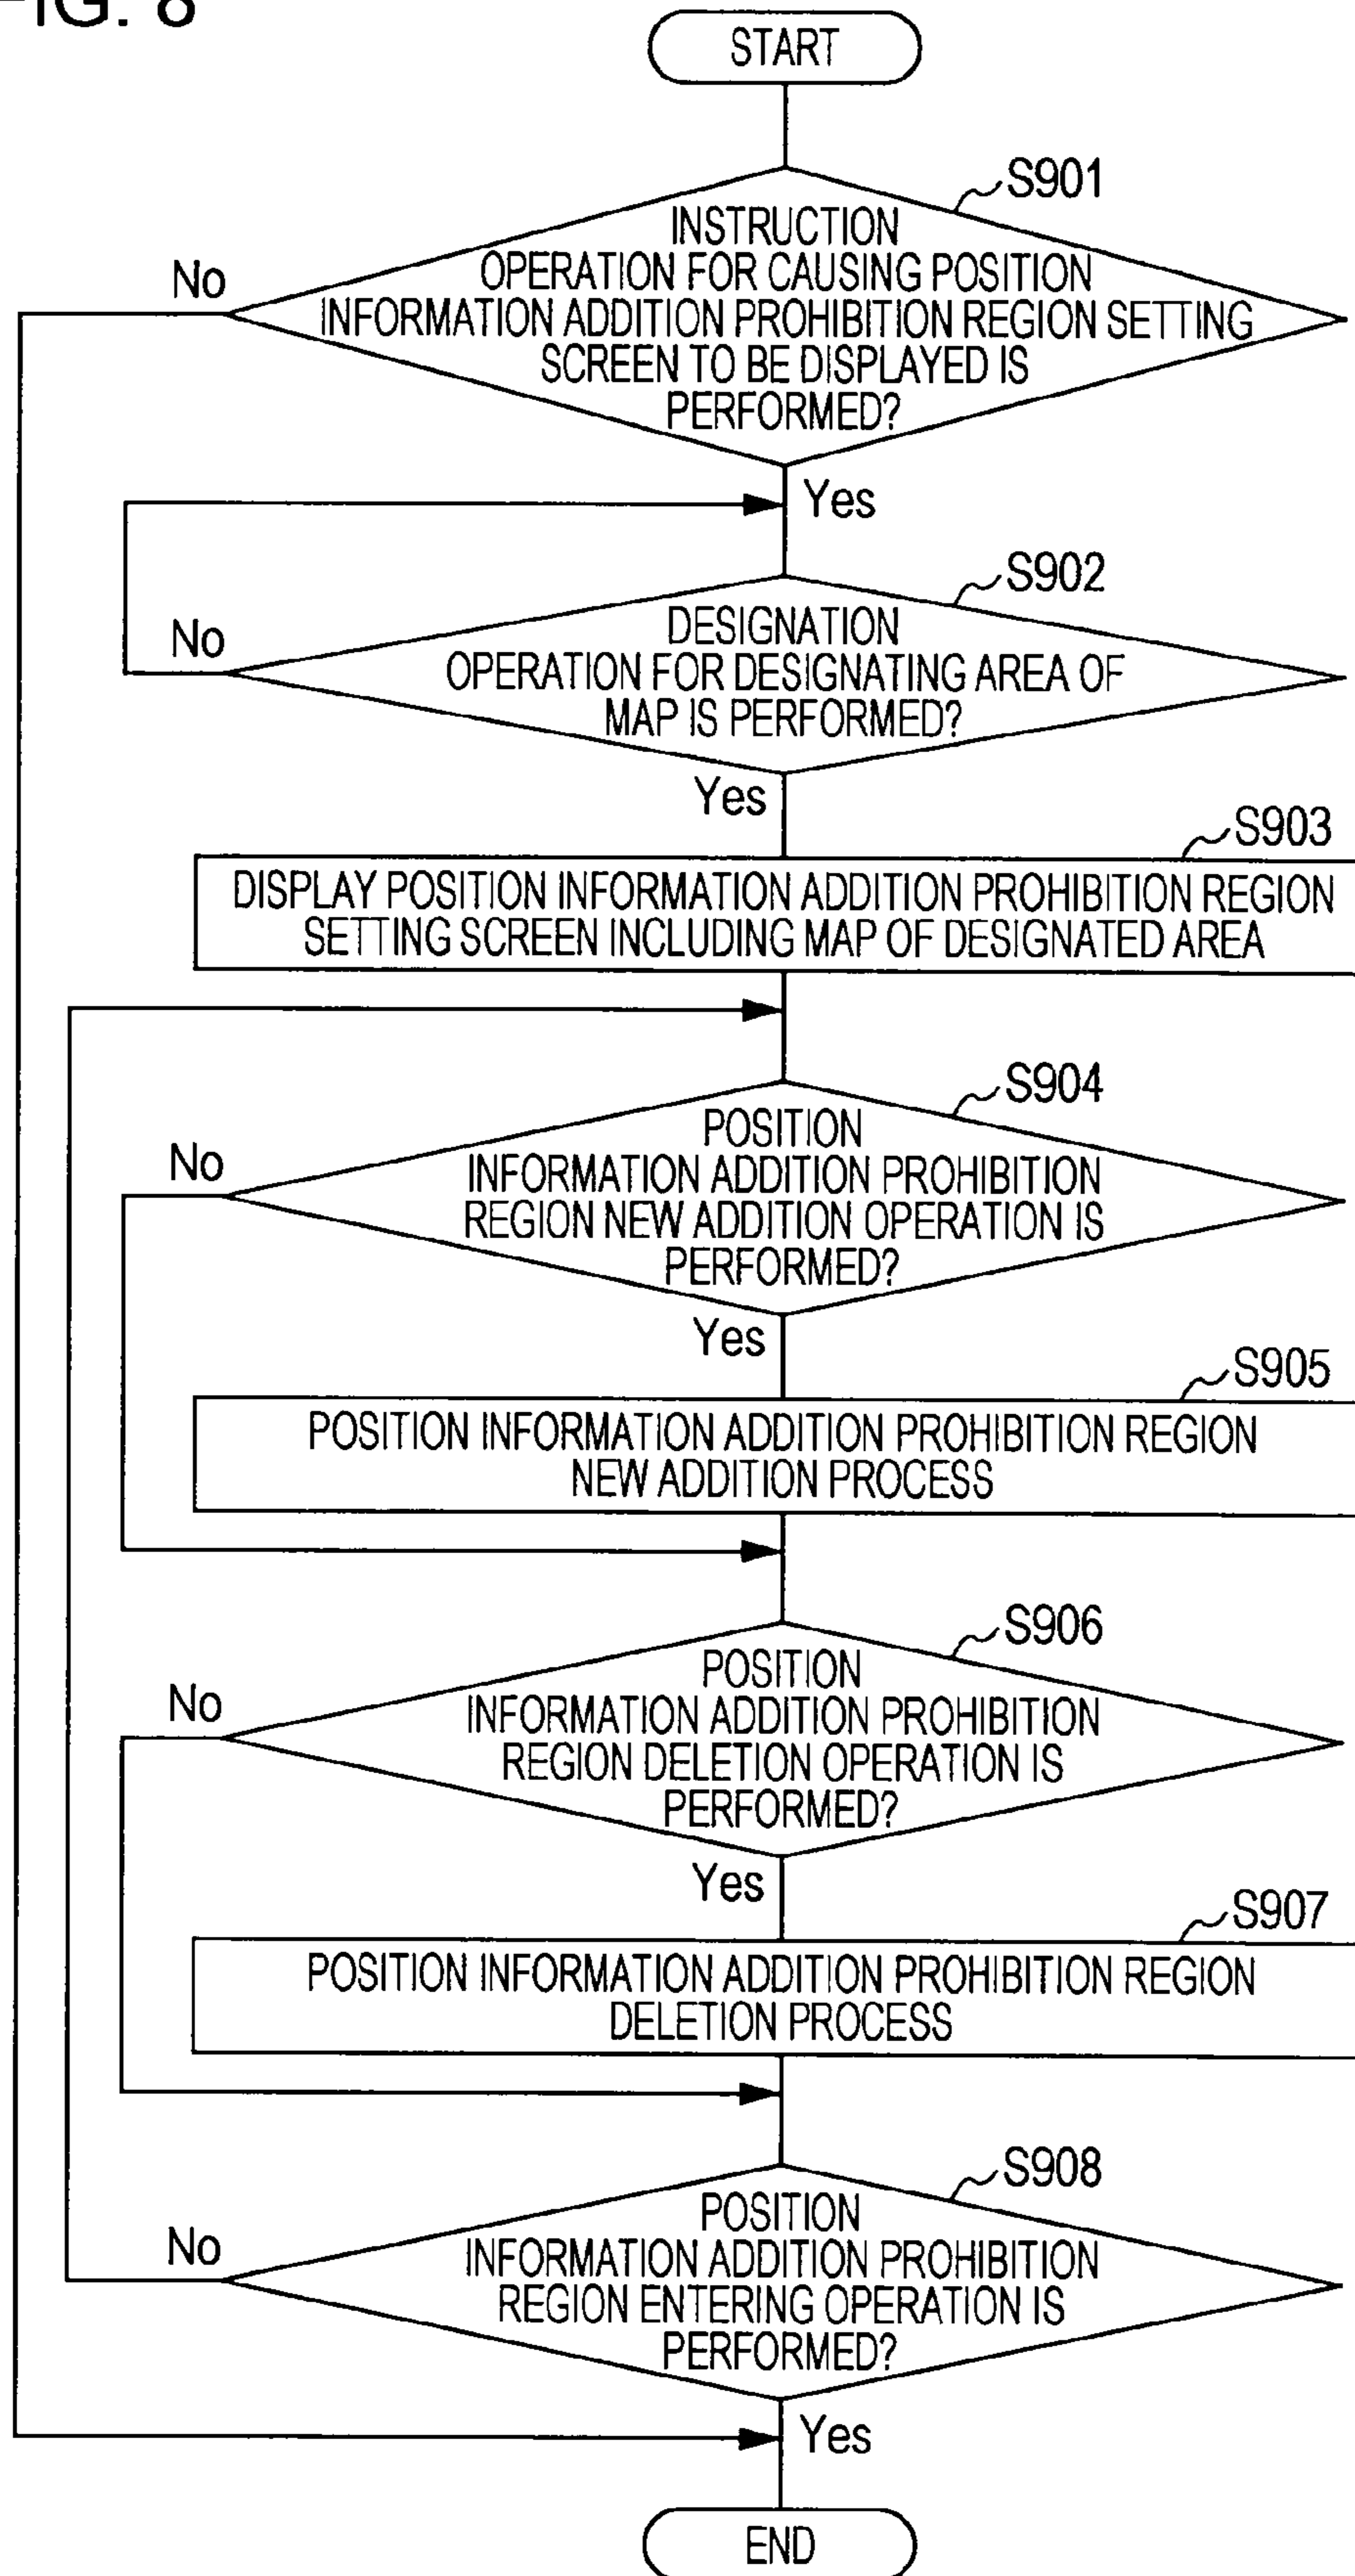 FIG. 8
START
S901
INSTRUCTION
OPERATION FOR CAUSING POSITION
INFORMATION ADDITION PROHIBITION REGION SETTING
SCREEN TO BE DISPLAYED IS
PERFORMED?
No
Yes
S902
DESIGNATION
OPERATION FOR DESIGNATING AREA OF
MAP IS PERFORMED?
No
Yes
S903
DISPLAY POSITION INFORMATION ADDITION PROHIBITION REGION
SETTING SCREEN INCLUDING MAP OF DESIGNATED AREA
S904
POSITION
INFORMATION ADDITION PROHIBITION
REGION NEW ADDITION OPERATION IS
PERFORMED?
No
Yes
S905
POSITION INFORMATION ADDITION PROHIBITION REGION
NEW ADDITION PROCESS
S906
POSITION
INFORMATION ADDITION PROHIBITION
REGION DELETION OPERATION IS
PERFORMED?
No
Yes
S907
POSITION INFORMATION ADDITION PROHIBITION REGION
DELETION PROCESS
S908
POSITION
INFORMATION ADDITION PROHIBITION
REGION ENTERING OPERATION IS
PERFORMED?
No
Yes
END